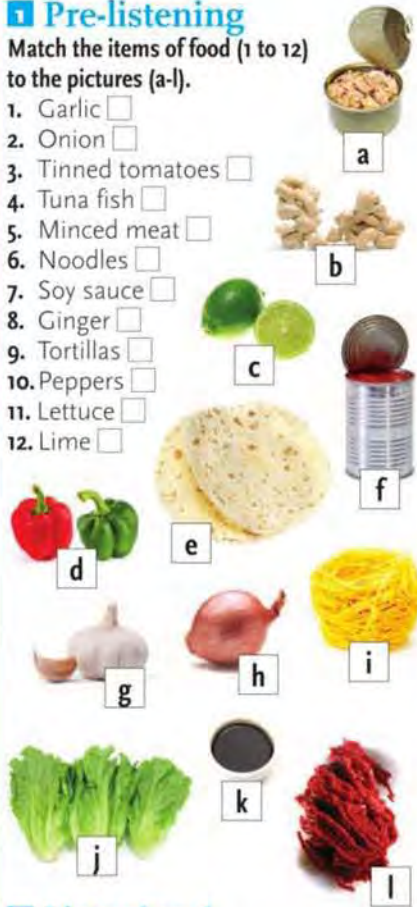 1 Pre-listening
Match the items of food (1 to 12)
to the pictures (a-l).
1. Garlic
2. Onion
3. Tinned tomatoes
4. Tuna fish
5. Minced meat
6. Noodles
7. Soy sauce
8. Ginger
9. Tortillas
10. Peppers
11. Lettuce
12. Lime
a
b
c
f
e
d
g
h
i
k
j
l